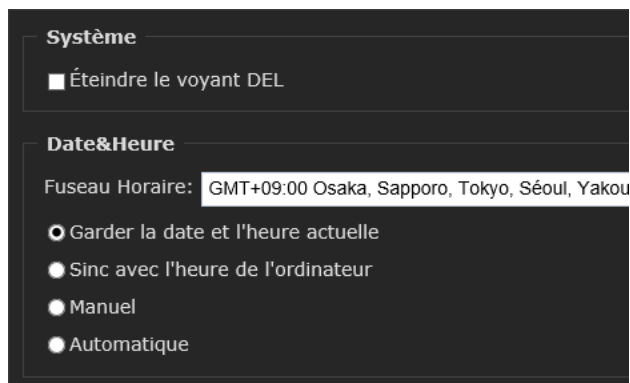 Système
Éteindre le voyant DEL
Date&Heure
Fuseau Horaire: GMT+09:00 Osaka, Sapporo, Tokyo, Séoul,
Garder la date et l'heure actuelle
Sinc avec l'heure de l'ordinateur
Manuel
Automatique